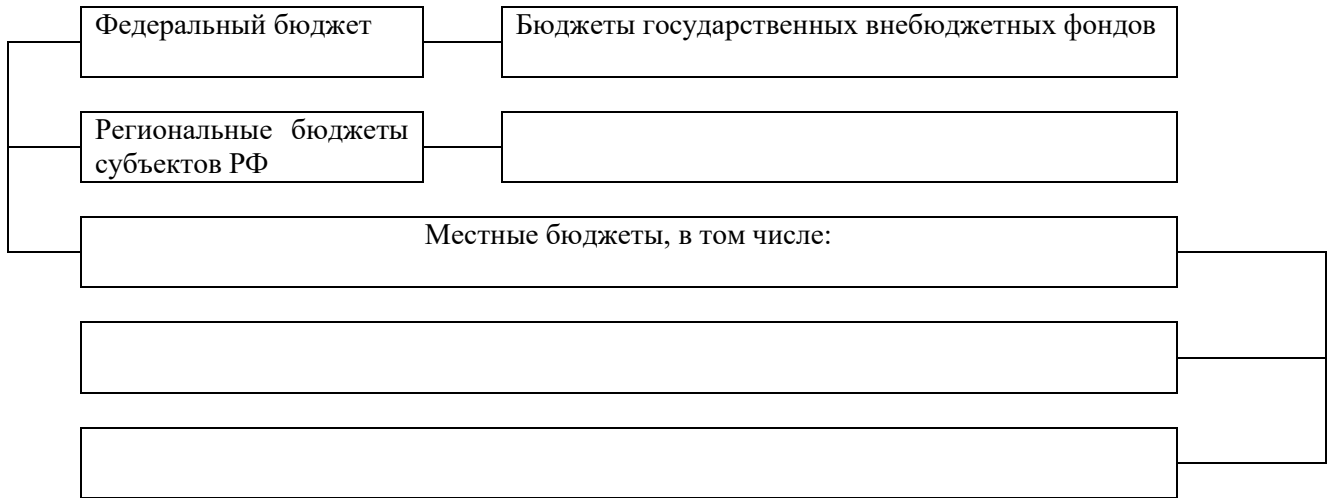 Федеральный бюджет
Бюджеты государственных внебюджетных фондов
Региональные бюджеты
субъектов РФ
Местные бюджеты, в том числе: